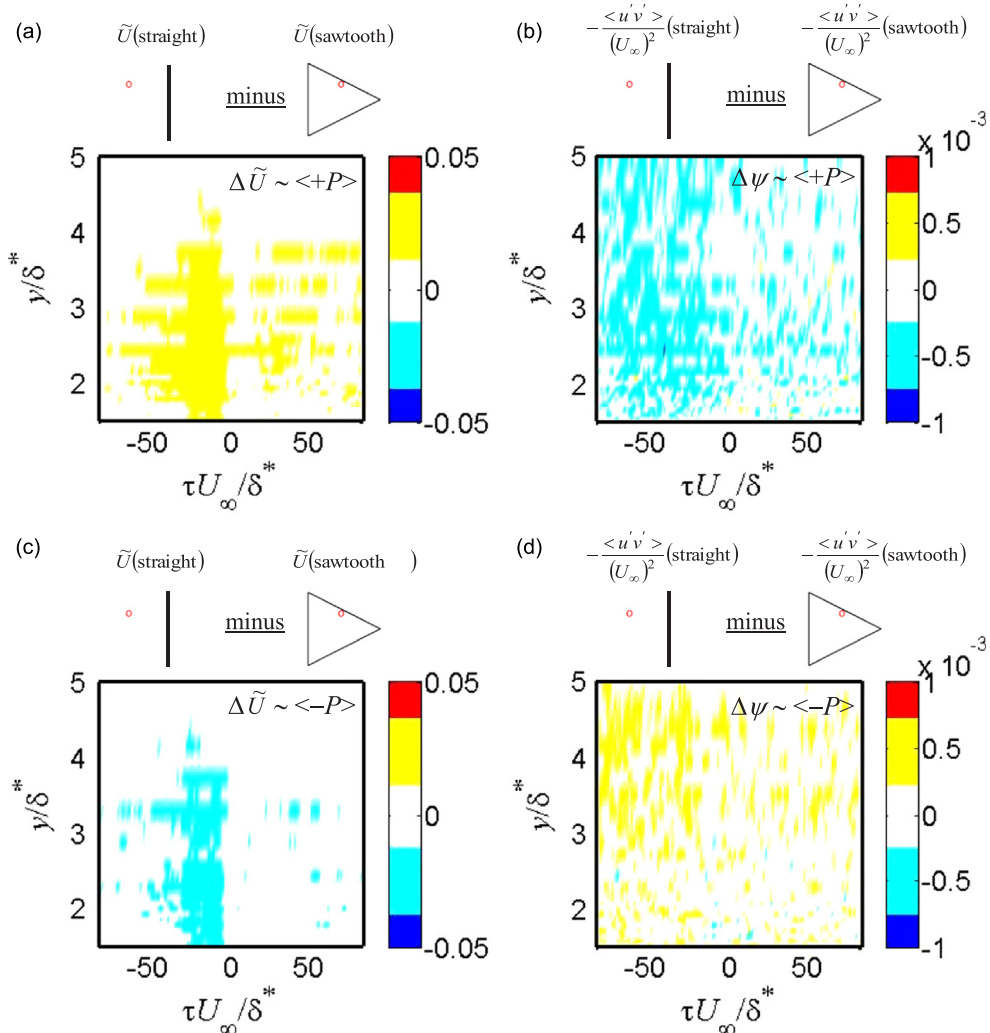 (a) Ũ(straight) Ũ(sawtooth)
minus
0.05
5
ΔŨ ~ <+P>
4
y/δ* 3 0
2
-0.05
-50 0 50
τU∞/δ*
(b) -<u'v'>/(U∞)² (straight) -<u'v'>/(U∞)² (sawtooth)
minus
x 10⁻³
5 1
Δψ ~ <+P>
4 0.5
y/δ* 3 0
-0.5
2
-1
-50 0 50
τU∞/δ*
(c) Ũ(straight) Ũ(sawtooth )
minus
5 0.05
ΔŨ ~ <–P>
4
y/δ* 3 0
2
-0.05
-50 0 50
τU∞/δ*
(d) -<u'v'>/(U∞)² (straight) -<u'v'>/(U∞)² (sawtooth)
minus
x 10⁻³
5 1
Δψ ~ <–P>
4 0.5
y/δ* 3 0
-0.5
2
-1
-50 0 50
τU∞/δ*